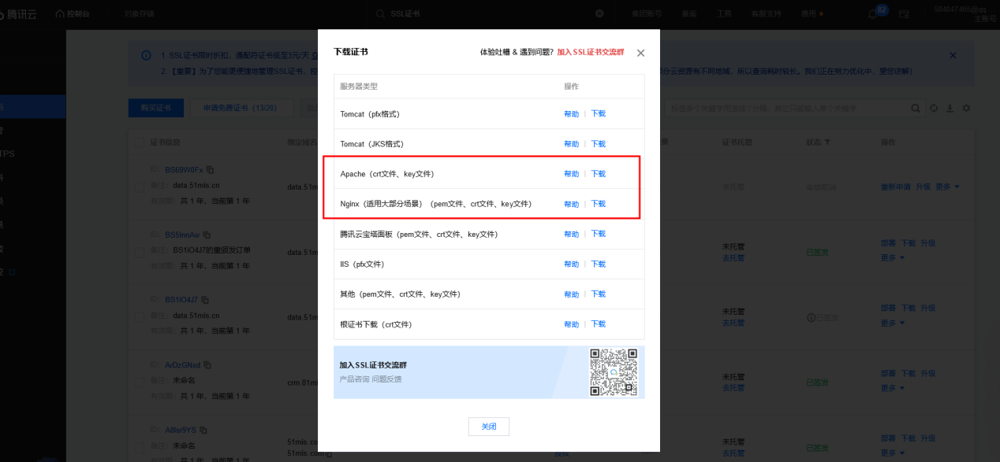 腾讯云 控制台 对象存储 SSL证书 集团账号 备案 工具 客服支持 费用 82
主账号
1. SSL证书限时折扣，通配符证书低至3元/天
2. 【重要】为了您能更便捷地管理SSL证书，
部分云资源有不同地域，所以查询耗时较长。我们正在努力优化中，望您谅解）
购买证书 申请免费证书（13/20）
证书信息 绑定域名 证书托管 状态 操作
ID： BS69W0Fx
备注： data.51mis.cn data.51m
重新申请 升级 更多
有效期： 共 1 年，当前第 1 年
ID： BS5tnnAw
备注： BS1IO4J7的重颁发订单 data.51m
未托管 去托管 已签发
部署 下载 升级 更多
有效期： 共 1 年，当前第 1 年
ID： BS1IO4J7
备注： data.51mis.cn data.51m
未托管 去托管 已签发
部署 下载 升级 更多
有效期： 共 1 年，当前第 1 年
ID： ArDzGNxd
备注： 未命名 crm.81mi
未托管 去托管 已签发
部署 下载 升级 更多
有效期： 共 1 年，当前第 1 年
备注： 未命名 51mis.co
51mis.com
未托管 去托管 已签发
部署 下载 升级 更多
共 1 年，当前第 1 年
下载证书
体验吐槽 & 遇到问题？加入SSL证书交流群
服务器类型 操作
Tomcat（pfx格式） 帮助 下载
Tomcat（JKS格式） 帮助 下载
Apache（crt文件、key文件） 帮助 下载
Nginx（适用大部分场景）（pem文件、crt文件、key文件） 帮助 下载
腾讯云宝塔面板（pem文件、crt文件、key文件） 帮助 下载
IIS（pfx文件） 帮助 下载
其他（pem文件、crt文件、key文件） 帮助 下载
根证书下载（crt文件） 帮助 下载
加入SSL证书交流群
产品咨询 问题反馈
关闭